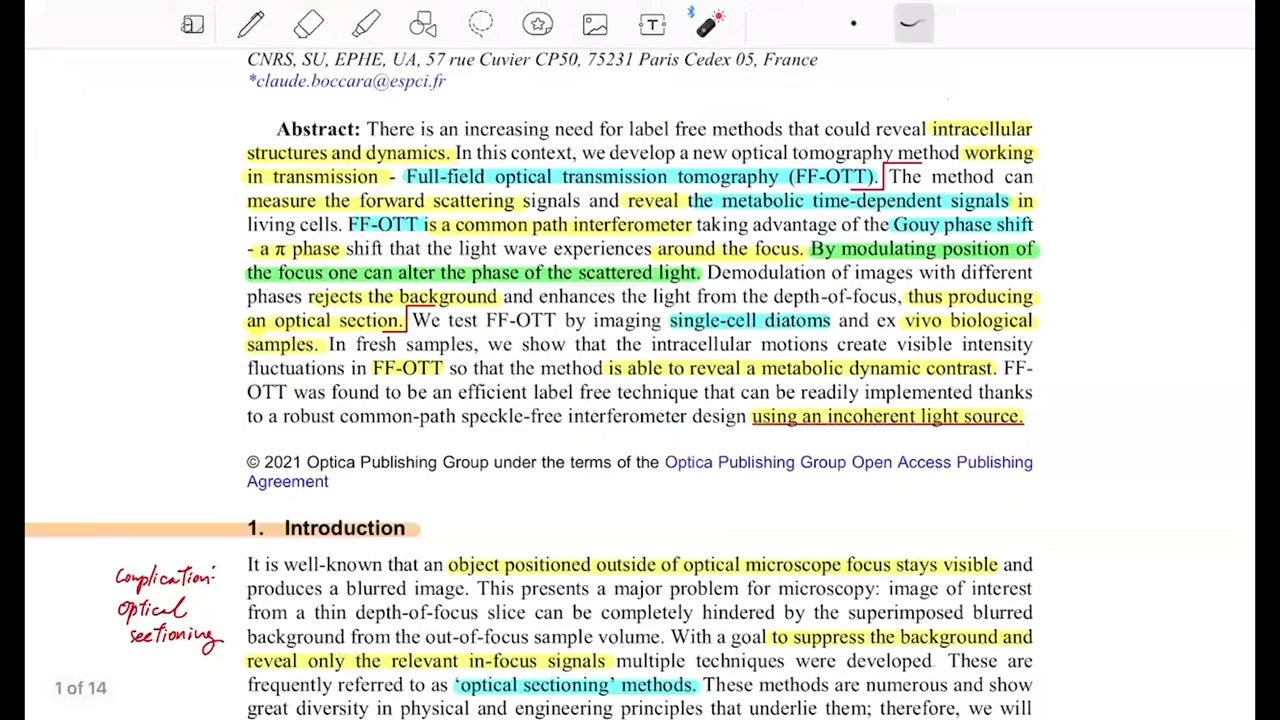 CNRS, SU, EPHE, UA, 57 rue Cuvier CP50, 75231 Paris Cedex 05, France
*claude.boccara@espci.fr
Abstract: There is an increasing need for label free methods that could reveal intracellular
structures and dynamics. In this context, we develop a new optical tomography method working
in transmission - Full-field optical transmission tomography (FF-OTT). The method can
measure the forward scattering signals and reveal the metabolic time-dependent signals in
living cells. FF-OTT is a common path interferometer taking advantage of the Gouy phase shift
- a π phase shift that the light wave experiences around the focus. By modulating position of
the focus one can alter the phase of the scattered light. Demodulation of images with different
phases rejects the background and enhances the light from the depth-of-focus, thus producing
an optical section. We test FF-OTT by imaging single-cell diatoms and ex vivo biological
samples. In fresh samples, we show that the intracellular motions create visible intensity
fluctuations in FF-OTT so that the method is able to reveal a metabolic dynamic contrast. FF-
OTT was found to be an efficient label free technique that can be readily implemented thanks
to a robust common-path speckle-free interferometer design using an incoherent light source.
© 2021 Optica Publishing Group under the terms of the Optica Publishing Group Open Access Publishing
Agreement
1. Introduction
It is well-known that an object positioned outside of optical microscope focus stays visible and
produces a blurred image. This presents a major problem for microscopy: image of interest
from a thin depth-of-focus slice can be completely hindered by the superimposed blurred
background from the out-of-focus sample volume. With a goal to suppress the background and
reveal only the relevant in-focus signals multiple techniques were developed. These are
frequently referred to as 'optical sectioning' methods. These methods are numerous and show
great diversity in physical and engineering principles that underlie them; therefore, we will
Complication:
optical
sectioning
1 of 14